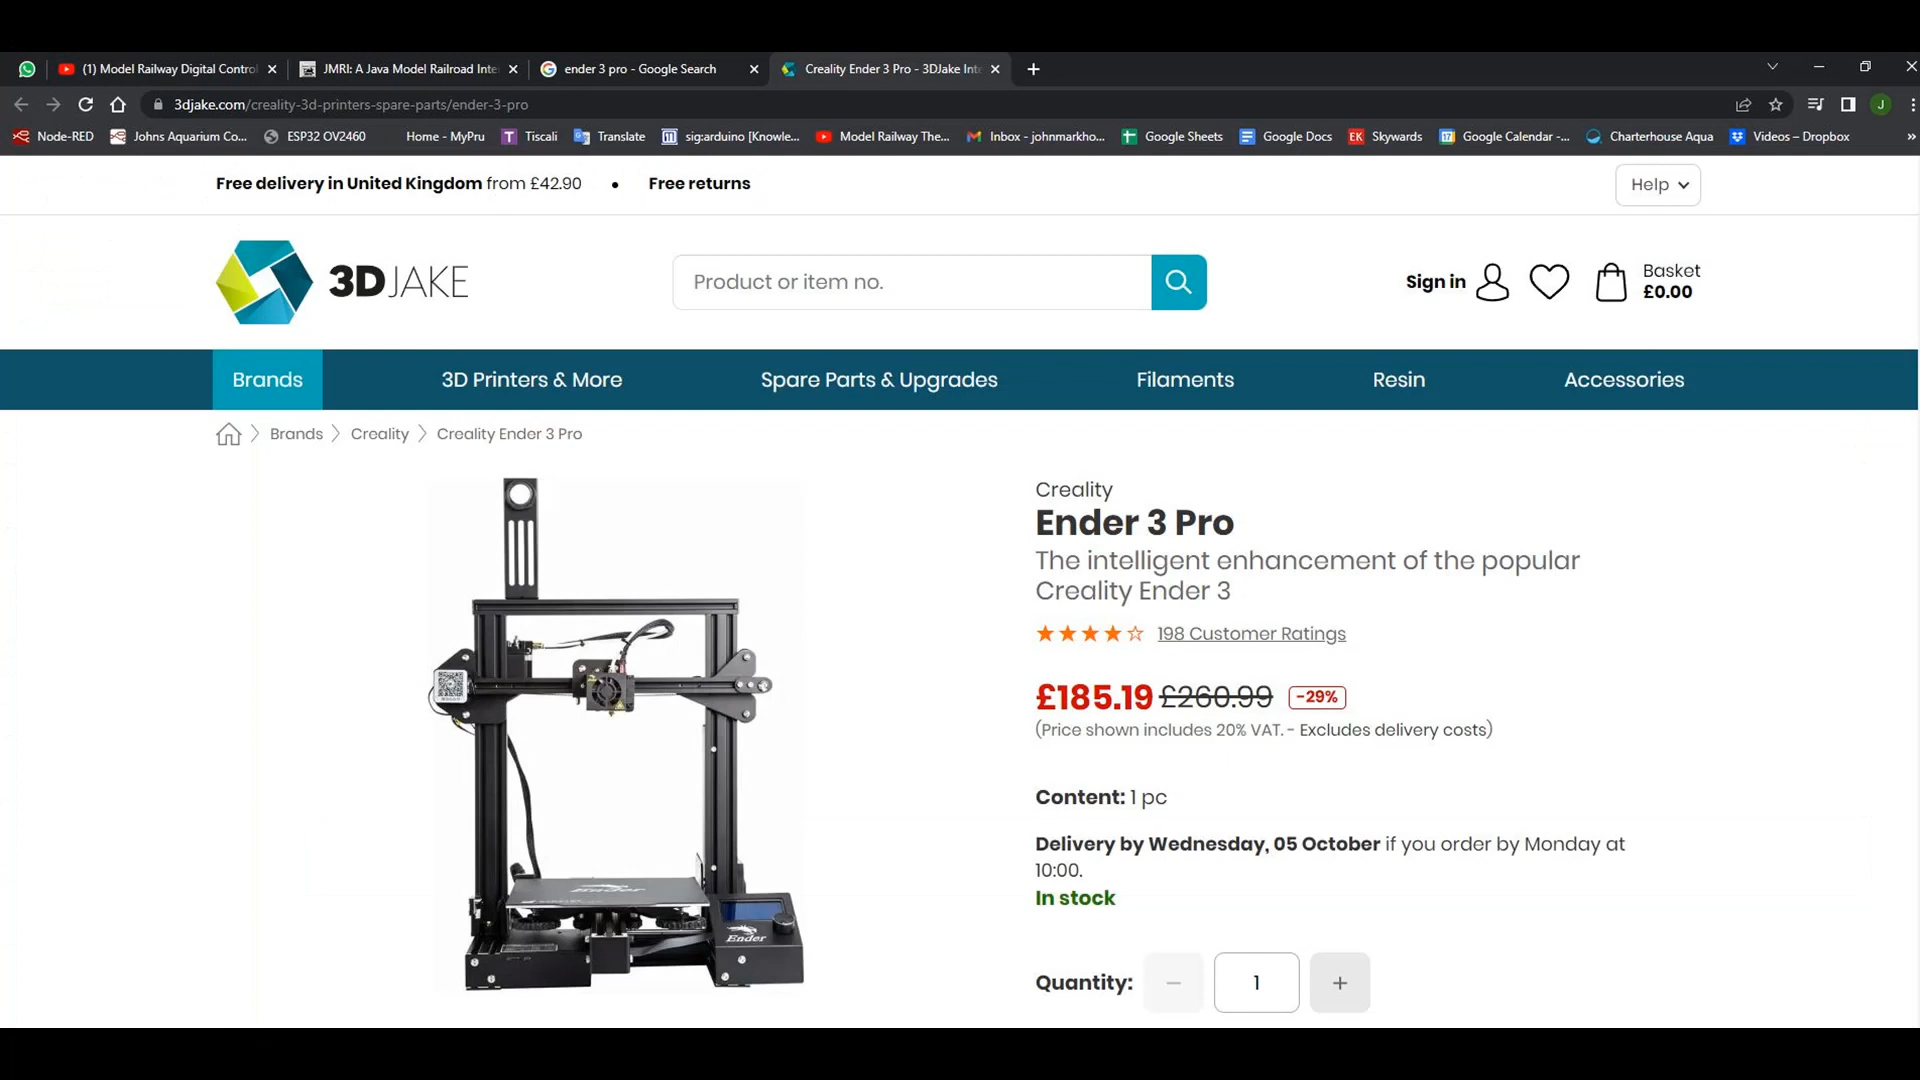 (1) Model Railway Digital Contro
JMRI: A Java Model Railroad Inte
ender 3 pro - Google Search
Creality Ender 3 Pro - 3DJake Int
3djake.com/creality-3d-printers-spare-parts/ender-3-pro
J
Node-RED
Johns Aquarium Co...
ESP32 OV2460
Home - MyPru
T Tiscali
Translate
sig:arduino [Knowle...
Model Railway The...
Inbox - johnmarkho...
Google Sheets
Google Docs
EK Skywards
17 Google Calendar -...
Charterhouse Aqua
Videos – Dropbox
Free delivery in United Kingdom from £42.90 • Free returns
Help
3DJAKE
Product or item no.
Sign in
Basket
£0.00
Brands
3D Printers & More
Spare Parts & Upgrades
Filaments
Resin
Accessories
Brands > Creality > Creality Ender 3 Pro
Creality
Ender 3 Pro
The intelligent enhancement of the popular
Creality Ender 3
198 Customer Ratings
£185.19 £260.99 -29%
(Price shown includes 20% VAT. - Excludes delivery costs)
Content: 1 pc
Delivery by Wednesday, 05 October if you order by Monday at
10:00.
In stock
Ender
Ender
Quantity: − 1 +